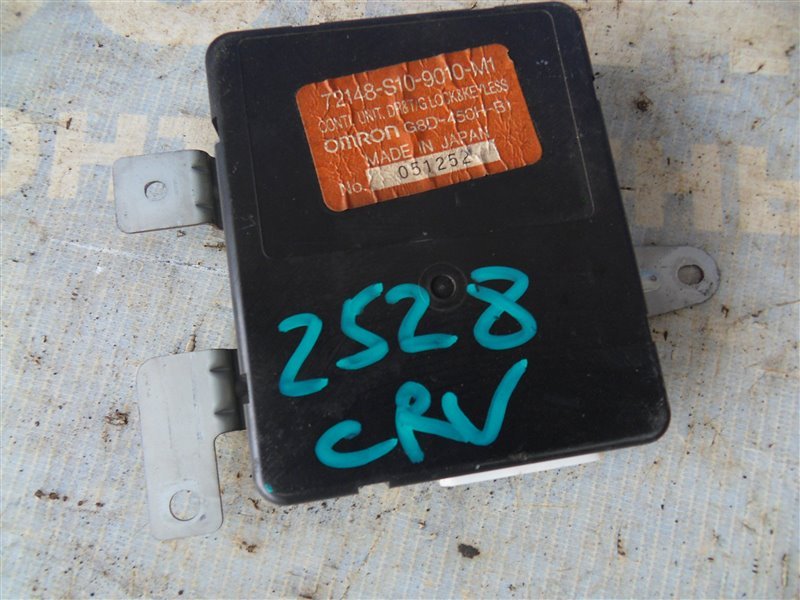 72148-S10-9010-M1
CONT. UNIT, DR&T.G LOCK&KEYLESS
omron G8D-450H-B1
MADE IN JAPAN
No. 051252
2528
CRV